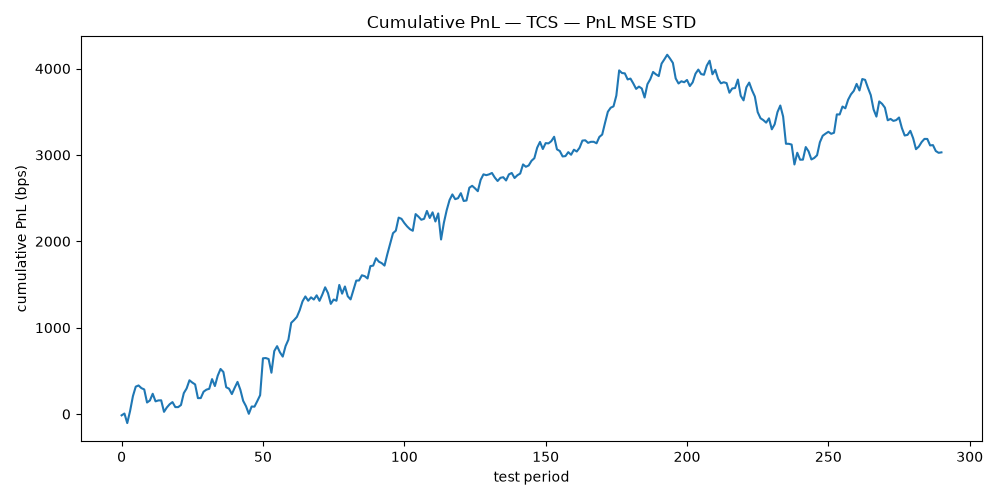 Cumulative PnL — TCS — PnL MSE STD
cumulative PnL (bps)
4000
3000
2000
1000
0
0 50 100 150 200 250 300
test period